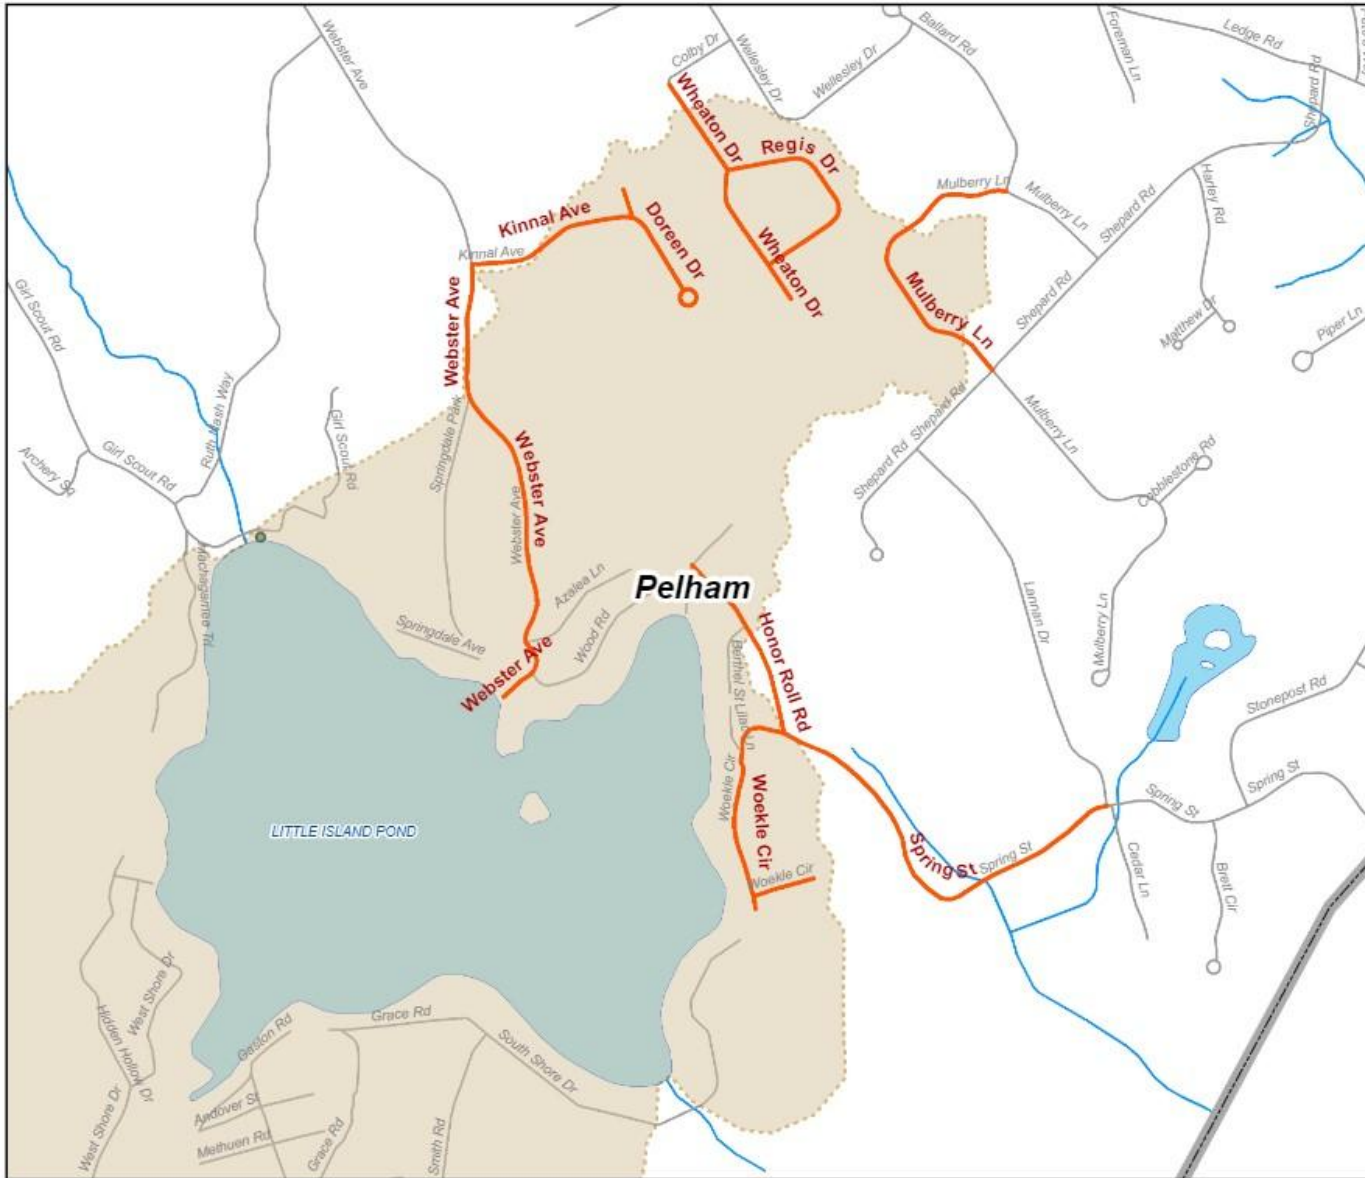 Webster Ave
Colby Dr
Wellesley Dr
Wellesley Dr
Ballard Rd
Foreman Ln
Ledge Rd
Shepard Rd
Wheaton Dr
Regis Dr
Mulberry Ln
Mulberry Ln
Shepard Rd
Harley Rd
Kinnal Ave
Kinnal Ave
Doreen Dr
Wheaton Dr
Mulberry Ln
Shepard Rd
Matthew Dr
Piper Ln
Girl Scout Rd
Webster Ave
Ruth Nash Way
Springdale Park
Girl Scout Rd
Girl Scout Rd
Archery Sq
Shepard Rd
Shepard Rd
Mulberry Ln
Cobblestone Rd
Webster Ave
Webster Ave
Wachagamee Trl
Azalea Ln
Pelham
Lannan Dr
Mulberry Ln
Springdale Ave
Wood Rd
Webster Ave
Berthel St
Lilac Ln
Honor Roll Rd
Stonepost Rd
Woekle Cir
Woekle Cir
Spring St
Spring St
LITTLE ISLAND POND
Spring St
Spring St
Woekle Cir
Cedar Ln
Brett Cir
West Shore Dr
Hidden Hollow Dr
Gaston Rd
Grace Rd
South Shore Dr
West Shore Dr
Andover St
Methuen Rd
Grace Rd
Smith Rd